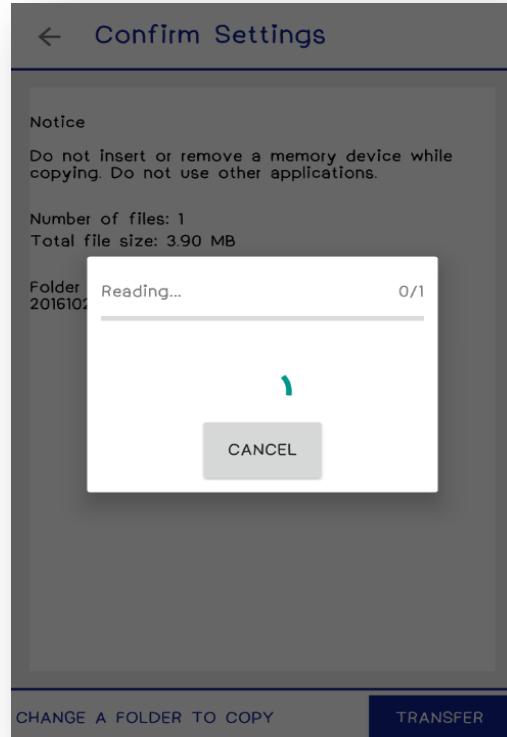 Confirm Settings
Notice
Do not insert or remove a memory device while
copying. Do not use other applications.
Number of files: 1
Total file size: 3.90 MB
Folder
201610
Reading... 0/1
CANCEL
CHANGE A FOLDER TO COPY
TRANSFER